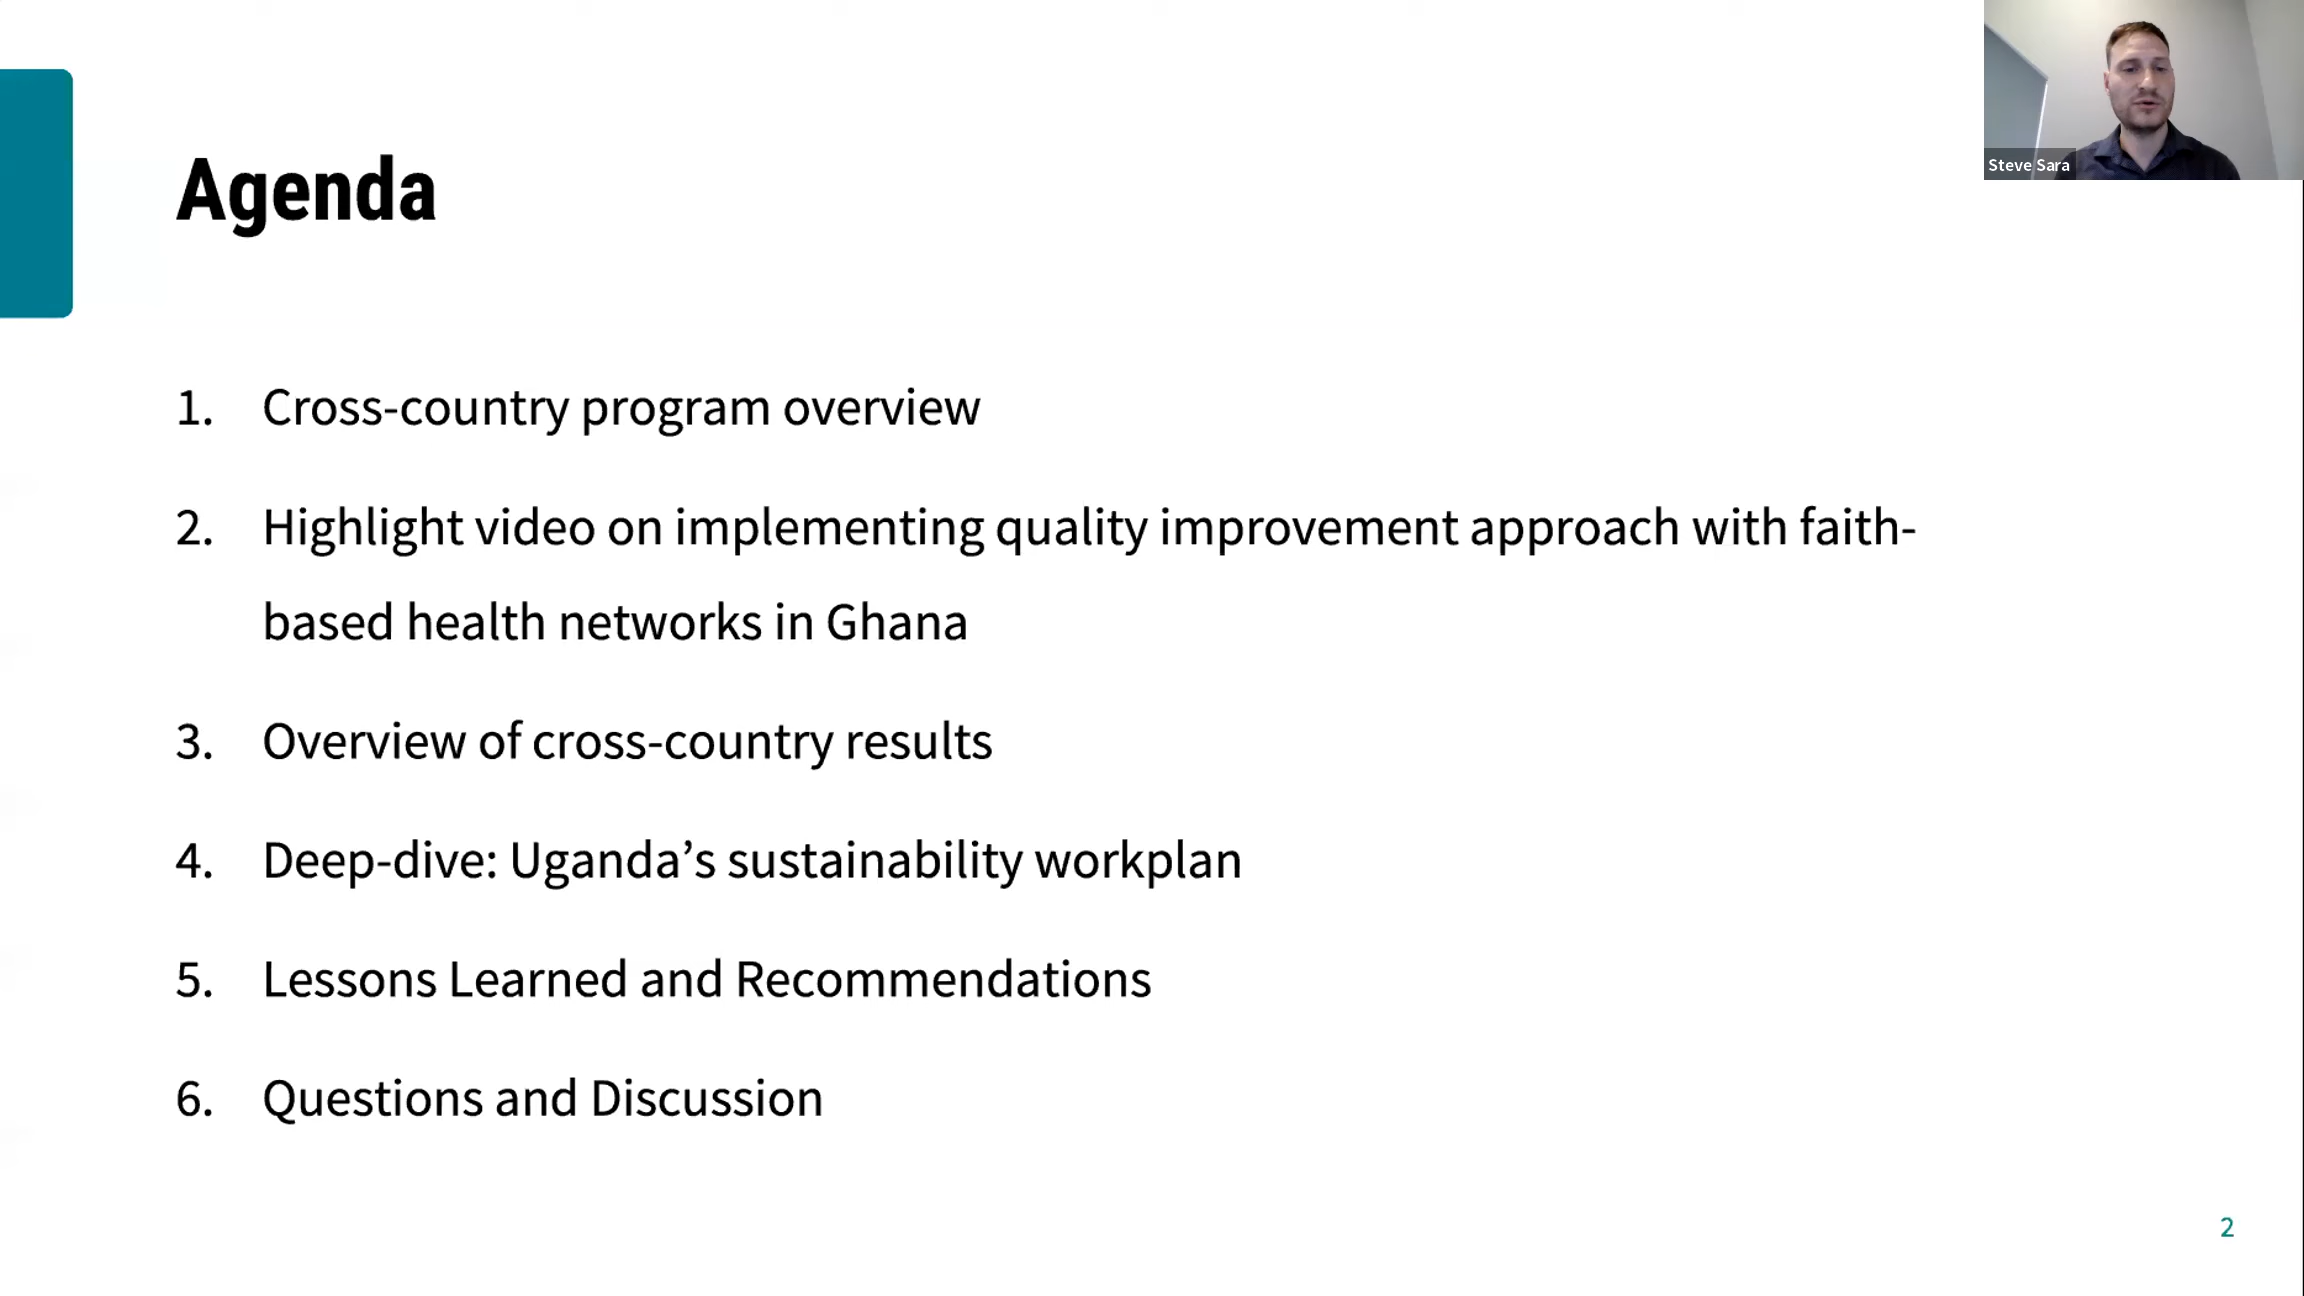 Steve Sara
Agenda
1. Cross-country program overview
2. Highlight video on implementing quality improvement approach with faith-
based health networks in Ghana
3. Overview of cross-country results
4. Deep-dive: Uganda’s sustainability workplan
5. Lessons Learned and Recommendations
6. Questions and Discussion
2